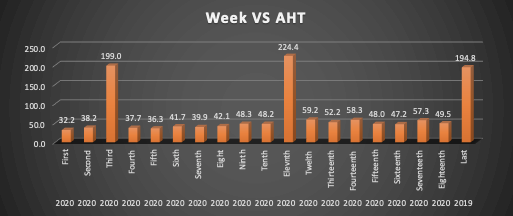 Week VS AHT
250.0
200.0
150.0
100.0
50.0
0.0
32.2 38.2 199.0 37.7 36.3 41.7 39.9 42.1 48.3 48.2 224.4 59.2 52.2 58.3 48.0 47.2 57.3 49.5 194.8
First Seconnd Third Fourth Fifth Sixth Seventh Eight Ninth Tenth Elevnth Twelth Thirteenth Fourteenth Fifteenth Sixteenth Seventeenth Eighteenth Last
2020 2020 2020 2020 2020 2020 2020 2020 2020 2020 2020 2020 2020 2020 2020 2020 2020 2020 2019